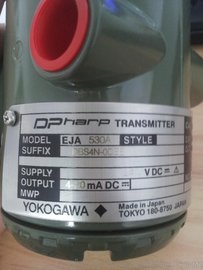 DPharp TRANSMITTER
MODEL EJA 530A STYLE
SUFFIX
SUPPLY V DC
OUTPUT mA DC
MWP
YOKOGAWA Made in Japan
TOKYO 180-8750 JAPAN